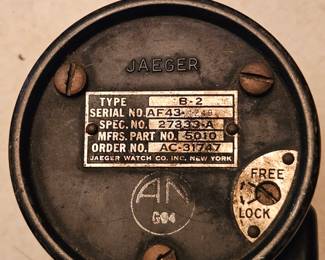 JAEGER
TYPE B-2
SERIAL NO. AF43
SPEC. NO. 27333-A
MFRS. PART NO. 5010
ORDER NO. AC-31747
JAEGER WATCH CO. INC. NEW YORK
FREE
LOCK
AN